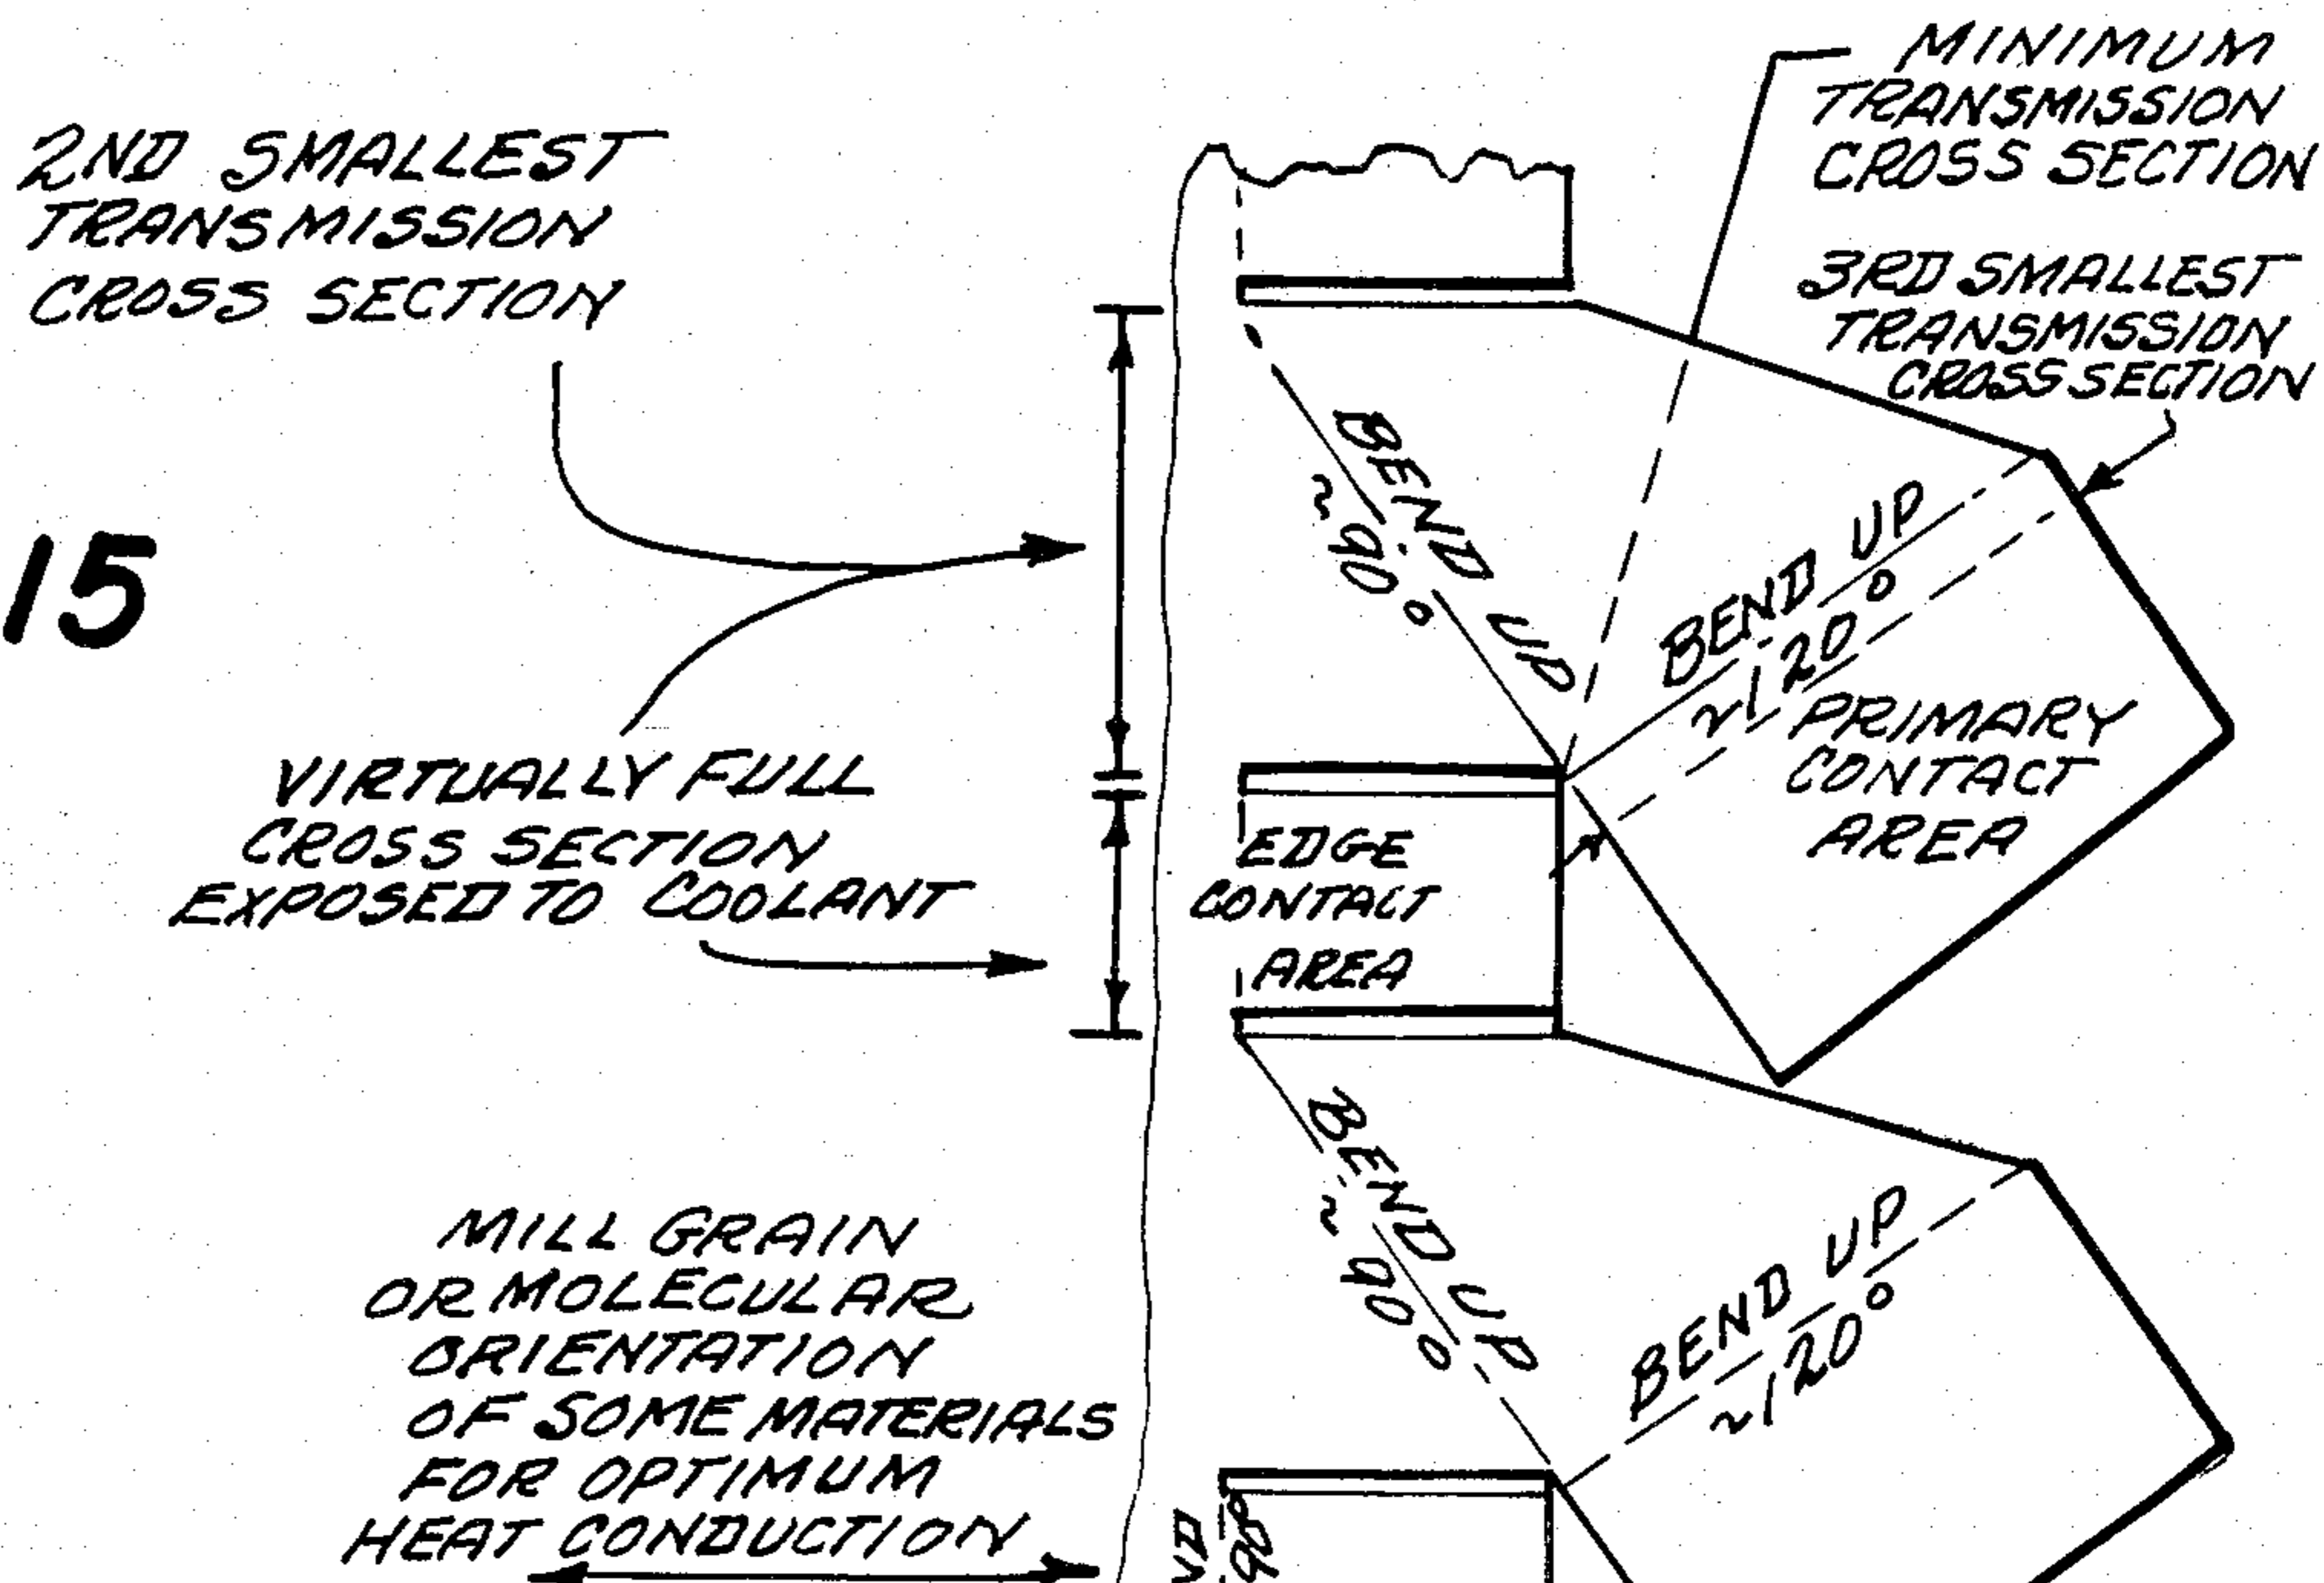 2ND SMALLEST
TRANSMISSION
CROSS SECTION
MINIMUM
TRANSMISSION
CROSS SECTION
3RD SMALLEST
TRANSMISSION
CROSS SECTION
15
BEND UP
~90°
BEND UP
~120°
PRIMARY
CONTACT
AREA
VIRTUALLY FULL
CROSS SECTION
EXPOSED TO COOLANT
EDGE
CONTACT
AREA
BEND UP
~90°
BEND UP
~120°
MILL GRAIN
OR MOLECULAR
ORIENTATION
OF SOME MATERIALS
FOR OPTIMUM
HEAT CONDUCTION